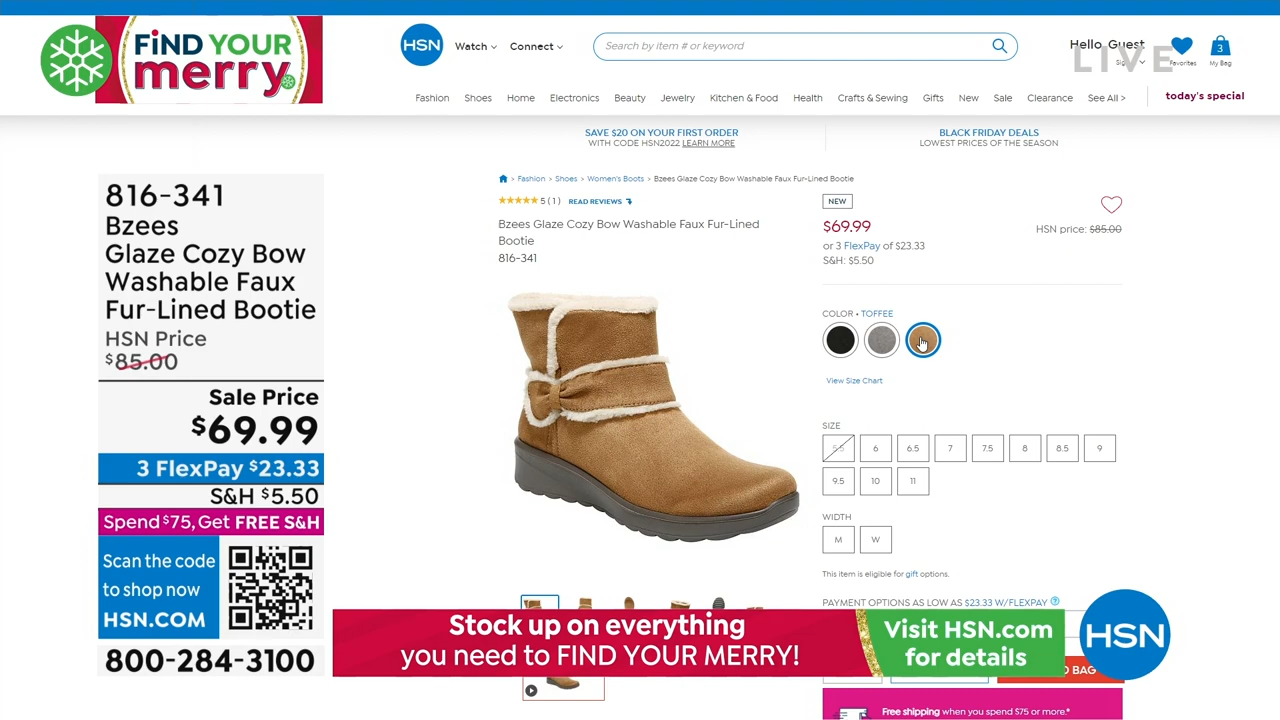 FiND YOUR
merry
HSN
Watch
Connect
Search by item # or keyword
Hello, Guest
LIVE
Favorites
3
My Bag
Fashion
Shoes
Home
Electronics
Beauty
Jewelry
Kitchen & Food
Health
Crafts & Sewing
Gifts
New
Sale
Clearance
See All >
today's special
SAVE $20 ON YOUR FIRST ORDER
WITH CODE HSN2022 LEARN MORE
BLACK FRIDAY DEALS
LOWEST PRICES OF THE SEASON
816-341
Bzees
Glaze Cozy Bow
Washable Faux
Fur-Lined Bootie
HSN Price
$85.00
Sale Price
$69.99
3 FlexPay $23.33
S&H $5.50
Spend $75, Get FREE S&H
Scan the code
to shop now
HSN.COM
800-284-3100
> Fashion > Shoes > Women's Boots > Bzees Glaze Cozy Bow Washable Faux Fur-Lined Bootie
5 ( 1 ) READ REVIEWS
Bzees Glaze Cozy Bow Washable Faux Fur-Lined
Bootie
816-341
NEW
$69.99
HSN price: $85.00
or 3 FlexPay of $23.33
S&H: $5.50
COLOR • TOFFEE
View Size Chart
SIZE
5.5 6 6.5 7 7.5 8 8.5 9
9.5 10 11
WIDTH
M W
This item is eligible for gift options.
PAYMENT OPTIONS AS LOW AS $23.33 W/FLEXPAY
Stock up on everything
you need to FIND YOUR MERRY!
Visit HSN.com
for details
HSN
BAG
Free shipping when you spend $75 or more.*